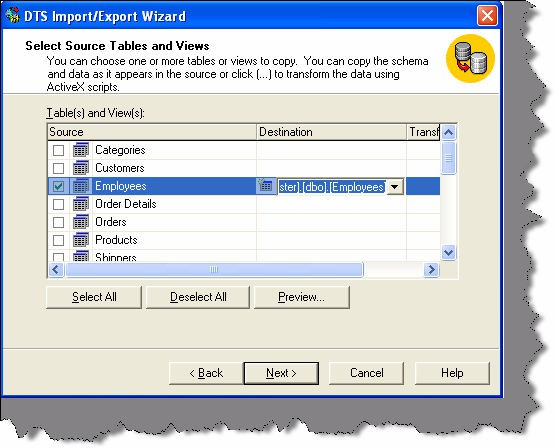 DTS Import/Export Wizard
Select Source Tables and Views
You can choose one or more tables or views to copy. You can copy the schema
and data as it appears in the source or click (...) to transform the data using
ActiveX scripts.
Table(s) and View(s):
Source Destination Transf
Categories
Customers
Employees ster].[dbo].[Employees
Order Details
Orders
Products
Shippers
Select All Deselect All Preview...
< Back Next > Cancel Help